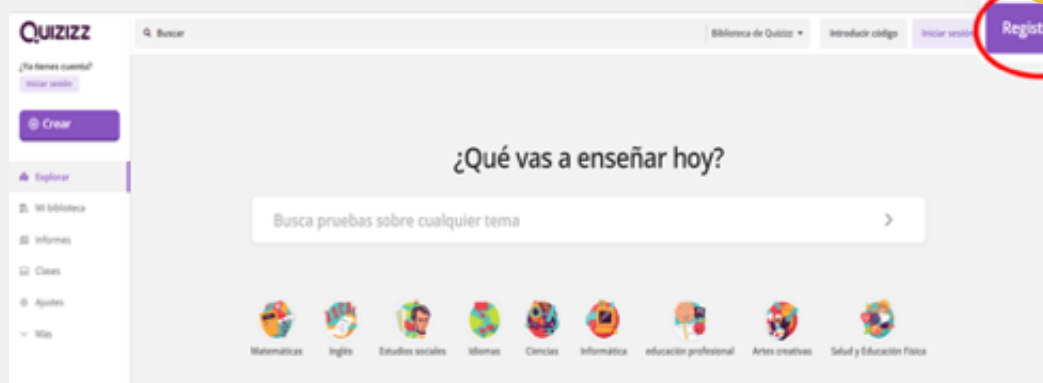 Quizizz
Buscar
Biblioteca de Quizizz
Introducir código
Iniciar sesión
Regist
¿Ya tienes cuenta?
Iniciar sesión
Crear
Explorar
Mi biblioteca
Informes
Clases
Ajustes
Más
¿Qué vas a enseñar hoy?
Busca pruebas sobre cualquier tema
Matemáticas
Inglés
Estudios sociales
Idiomas
Ciencias
Informática
educación profesional
Artes creativas
Salud y Educación Física